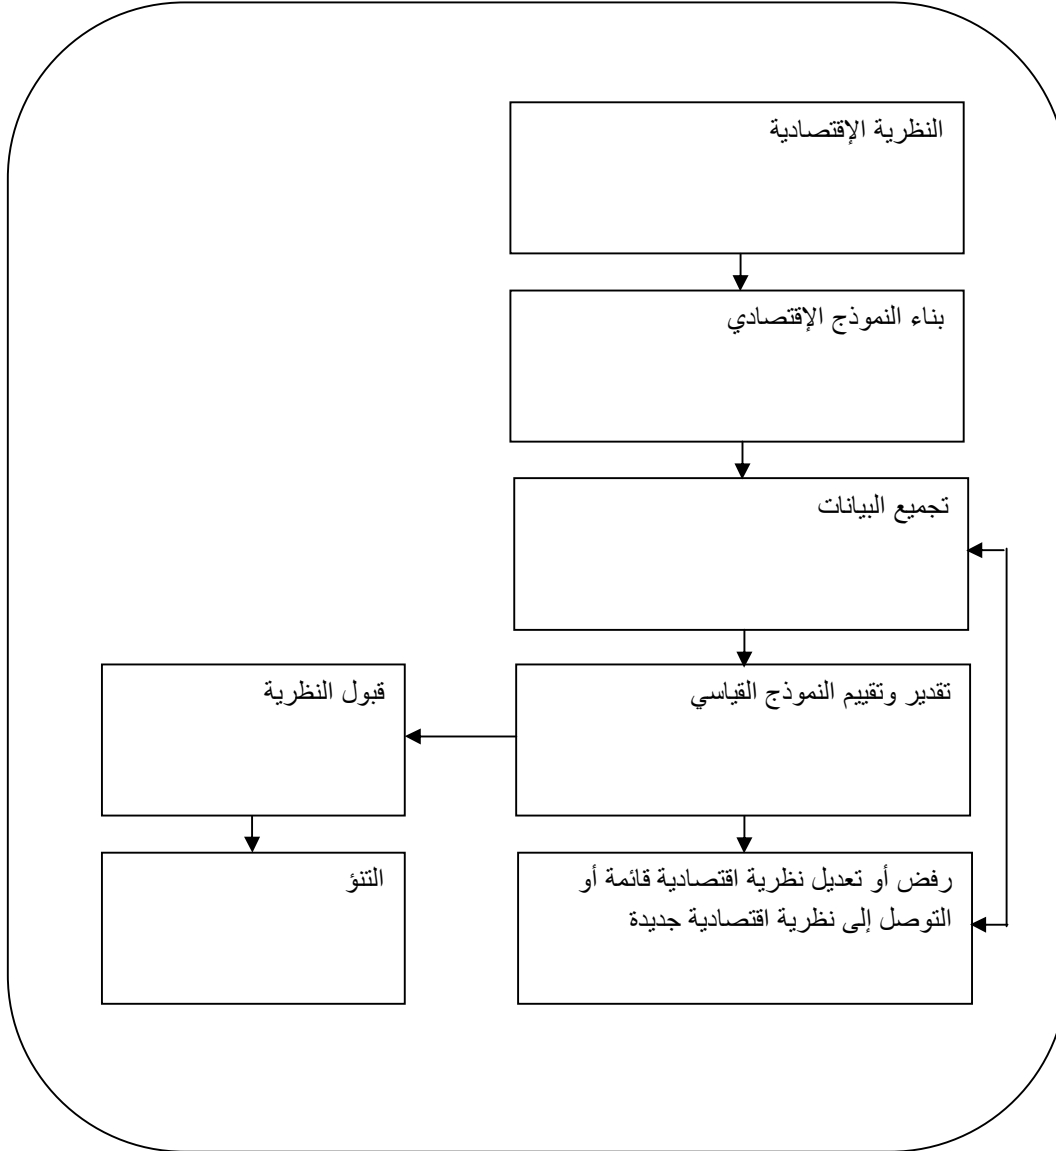 النظرية الإقتصادية
بناء النموذج الإقتصادي
تجميع البيانات
تقدير وتقييم النموذج القياسي
قبول النظرية
رفض أو تعديل نظرية اقتصادية قائمة أو
التوصل إلى نظرية اقتصادية جديدة
التنؤ